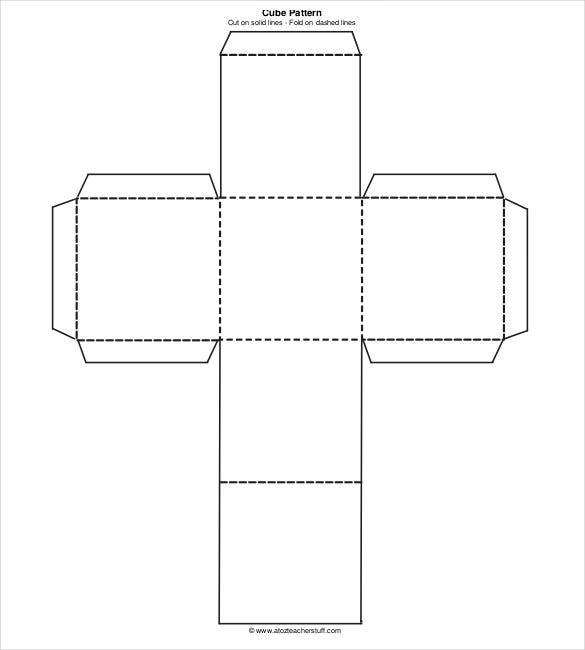 Cube Pattern
Cut on solid lines - Fold on dashed lines
© www.atozteacherstuff.com